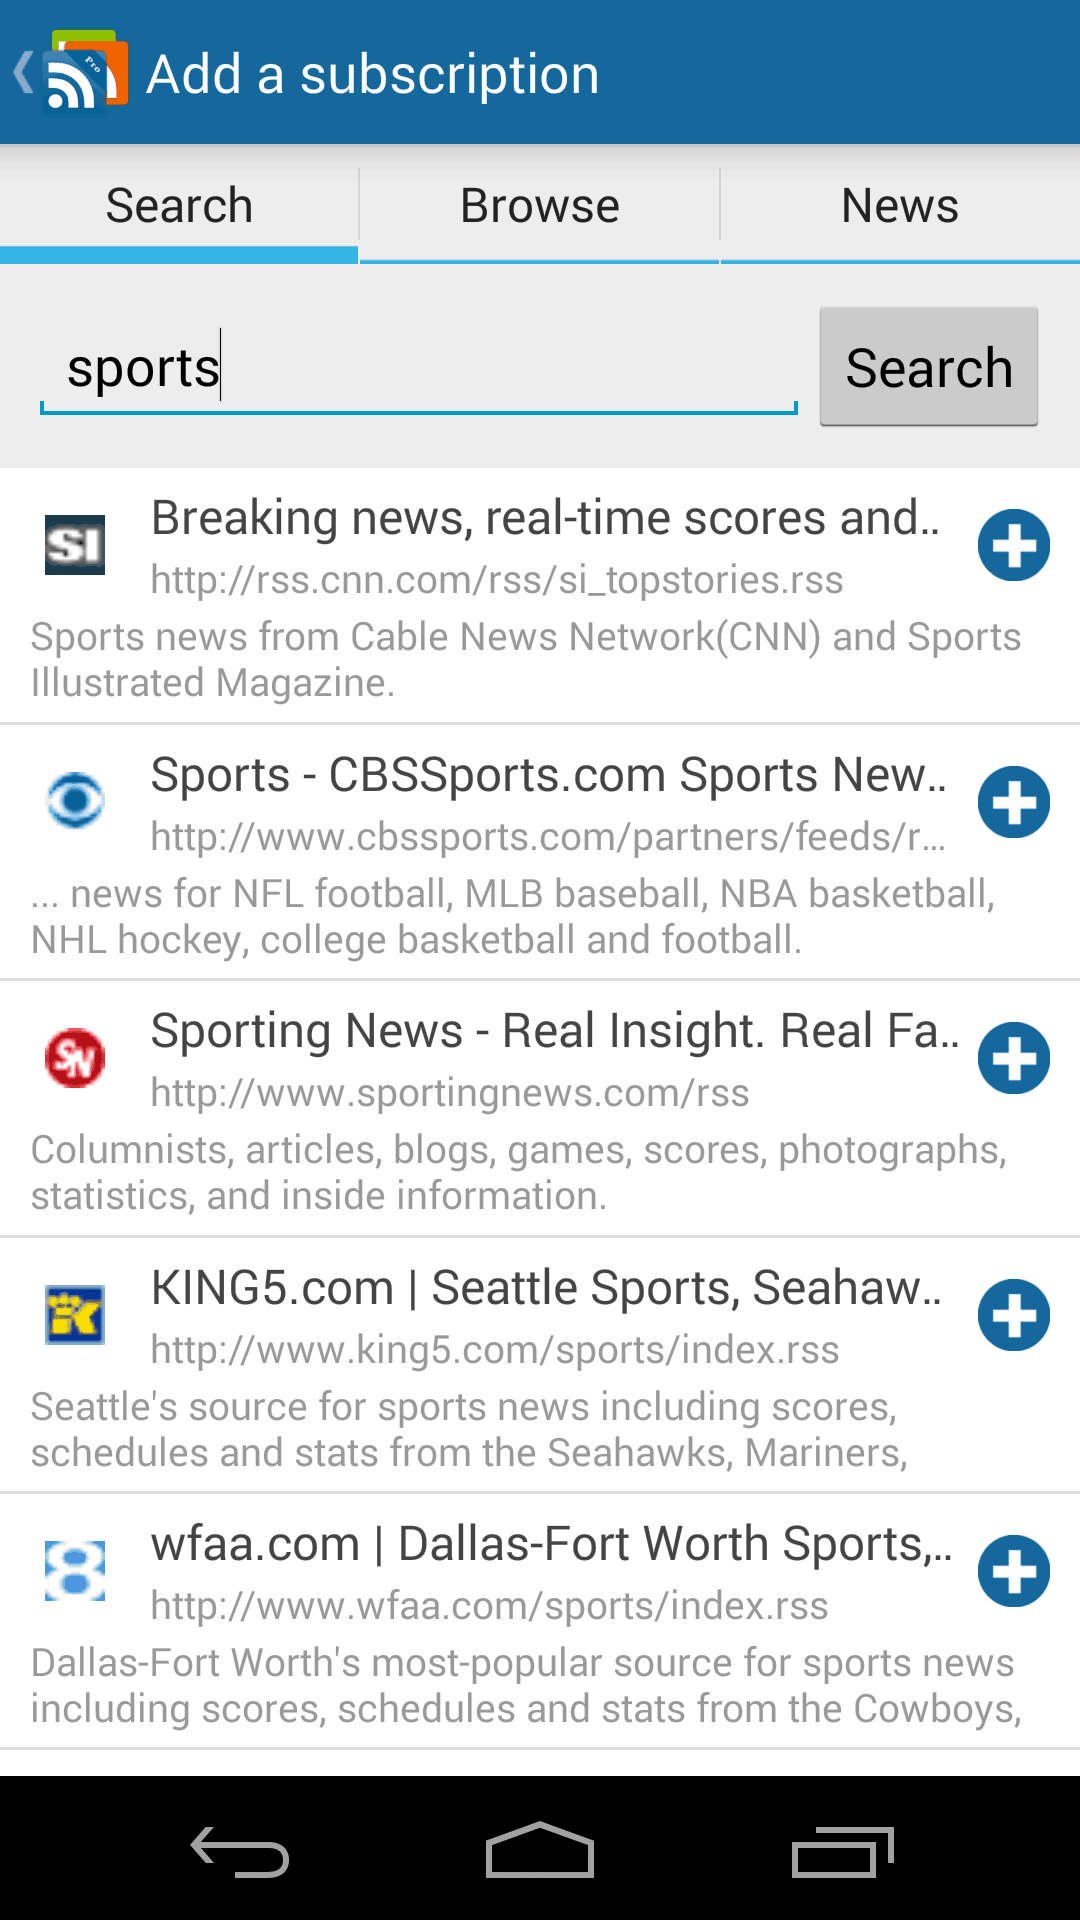 Pro
Add a subscription
Search
Browse
News
sports
Search
SI
Breaking news, real-time scores and..
http://rss.cnn.com/rss/si_topstories.rss
Sports news from Cable News Network(CNN) and Sports
Illustrated Magazine.
Sports - CBSSports.com Sports New..
http://www.cbssports.com/partners/feeds/r...
... news for NFL football, MLB baseball, NBA basketball,
NHL hockey, college basketball and football.
SN
Sporting News - Real Insight. Real Fa..
http://www.sportingnews.com/rss
Columnists, articles, blogs, games, scores, photographs,
statistics, and inside information.
K
KING5.com | Seattle Sports, Seahaw..
http://www.king5.com/sports/index.rss
Seattle's source for sports news including scores,
schedules and stats from the Seahawks, Mariners,
8
wfaa.com | Dallas-Fort Worth Sports,..
http://www.wfaa.com/sports/index.rss
Dallas-Fort Worth's most-popular source for sports news
including scores, schedules and stats from the Cowboys,